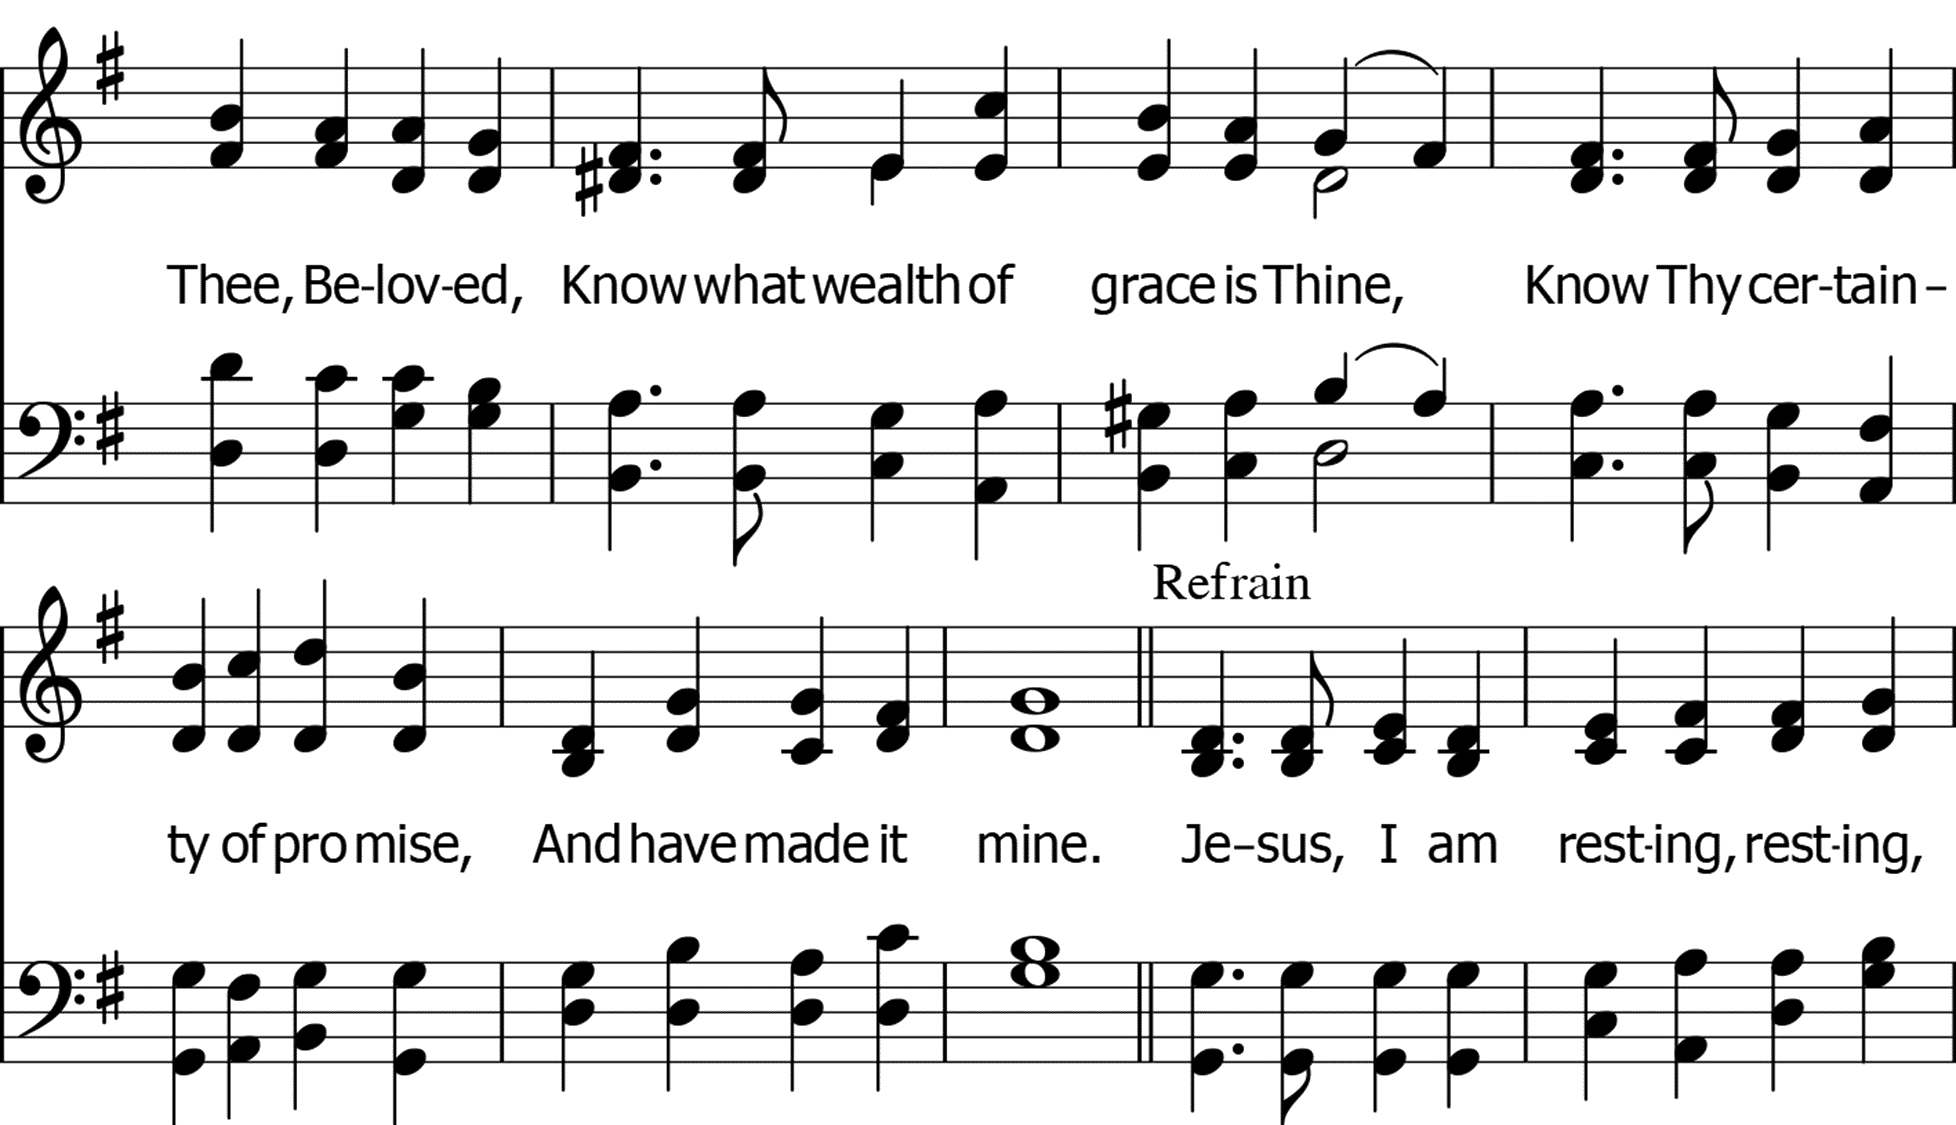 Thee, Be-lov-ed, Know what wealth of grace is Thine, Know Thy cer-tain-
Refrain
ty of pro mise, And have made it mine. Je-sus, I am rest-ing, rest-ing,